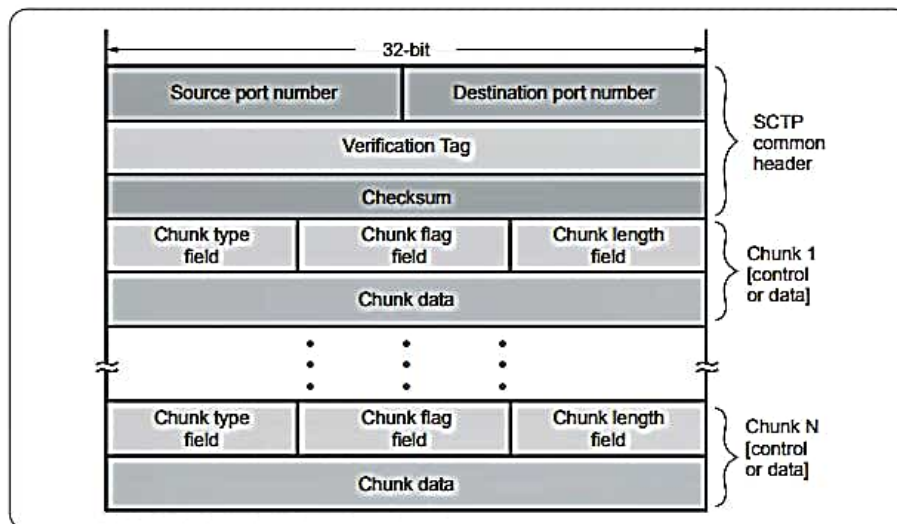 32-bit
Source port number
Destination port number
Verification Tag
Checksum
SCTP
common
header
Chunk type
field
Chunk flag
field
Chunk length
field
Chunk data
Chunk 1
[control
or data]
Chunk type
field
Chunk flag
field
Chunk length
field
Chunk data
Chunk N
[control
or data]